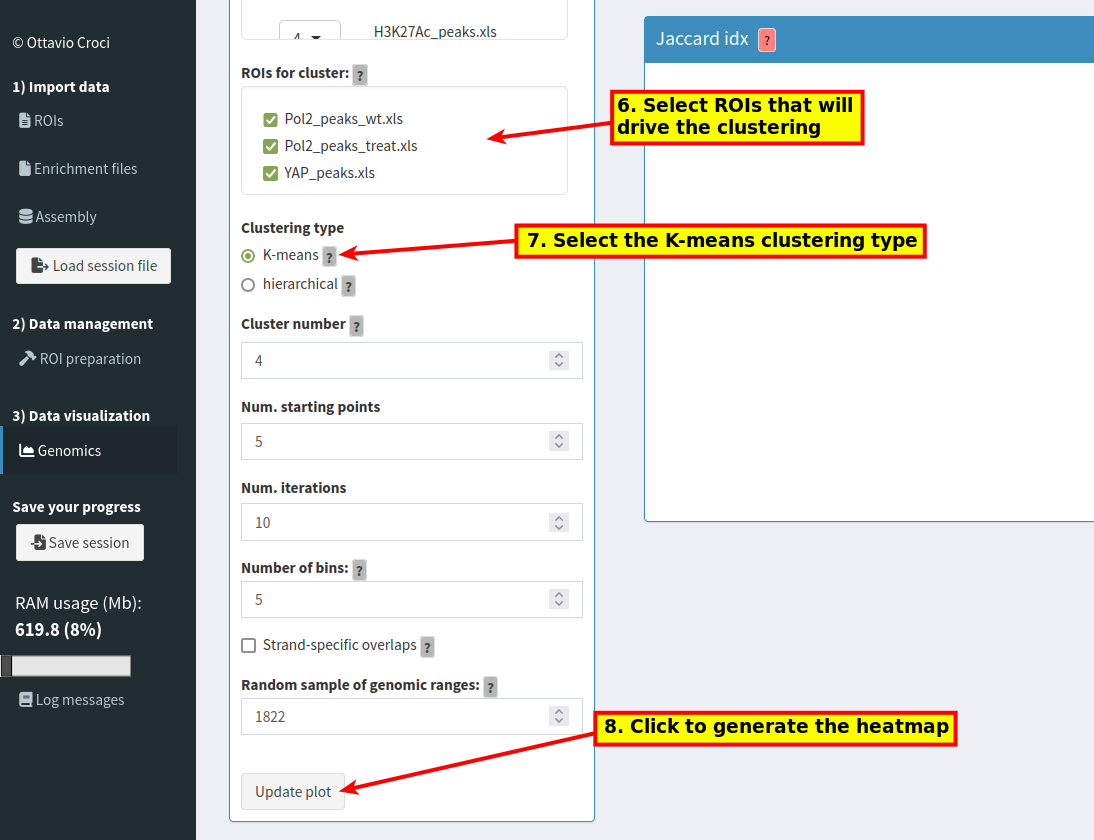 © Ottavio Croci
1) Import data
ROIs
Enrichment files
Assembly
Load session file
2) Data management
ROI preparation
3) Data visualization
Genomics
Save your progress
Save session
RAM usage (Mb):
619.8 (8%)
Log messages
4
H3K27Ac_peaks.xls
ROIs for cluster: ?
Pol2_peaks_wt.xls
Pol2_peaks_treat.xls
YAP_peaks.xls
Clustering type
K-means ?
hierarchical ?
Cluster number ?
4
Num. starting points
5
Num. iterations
10
Number of bins: ?
5
Strand-specific overlaps ?
Random sample of genomic ranges: ?
1822
Update plot
Jaccard idx ?
6. Select ROIs that will
drive the clustering
7. Select the K-means clustering type
8. Click to generate the heatmap